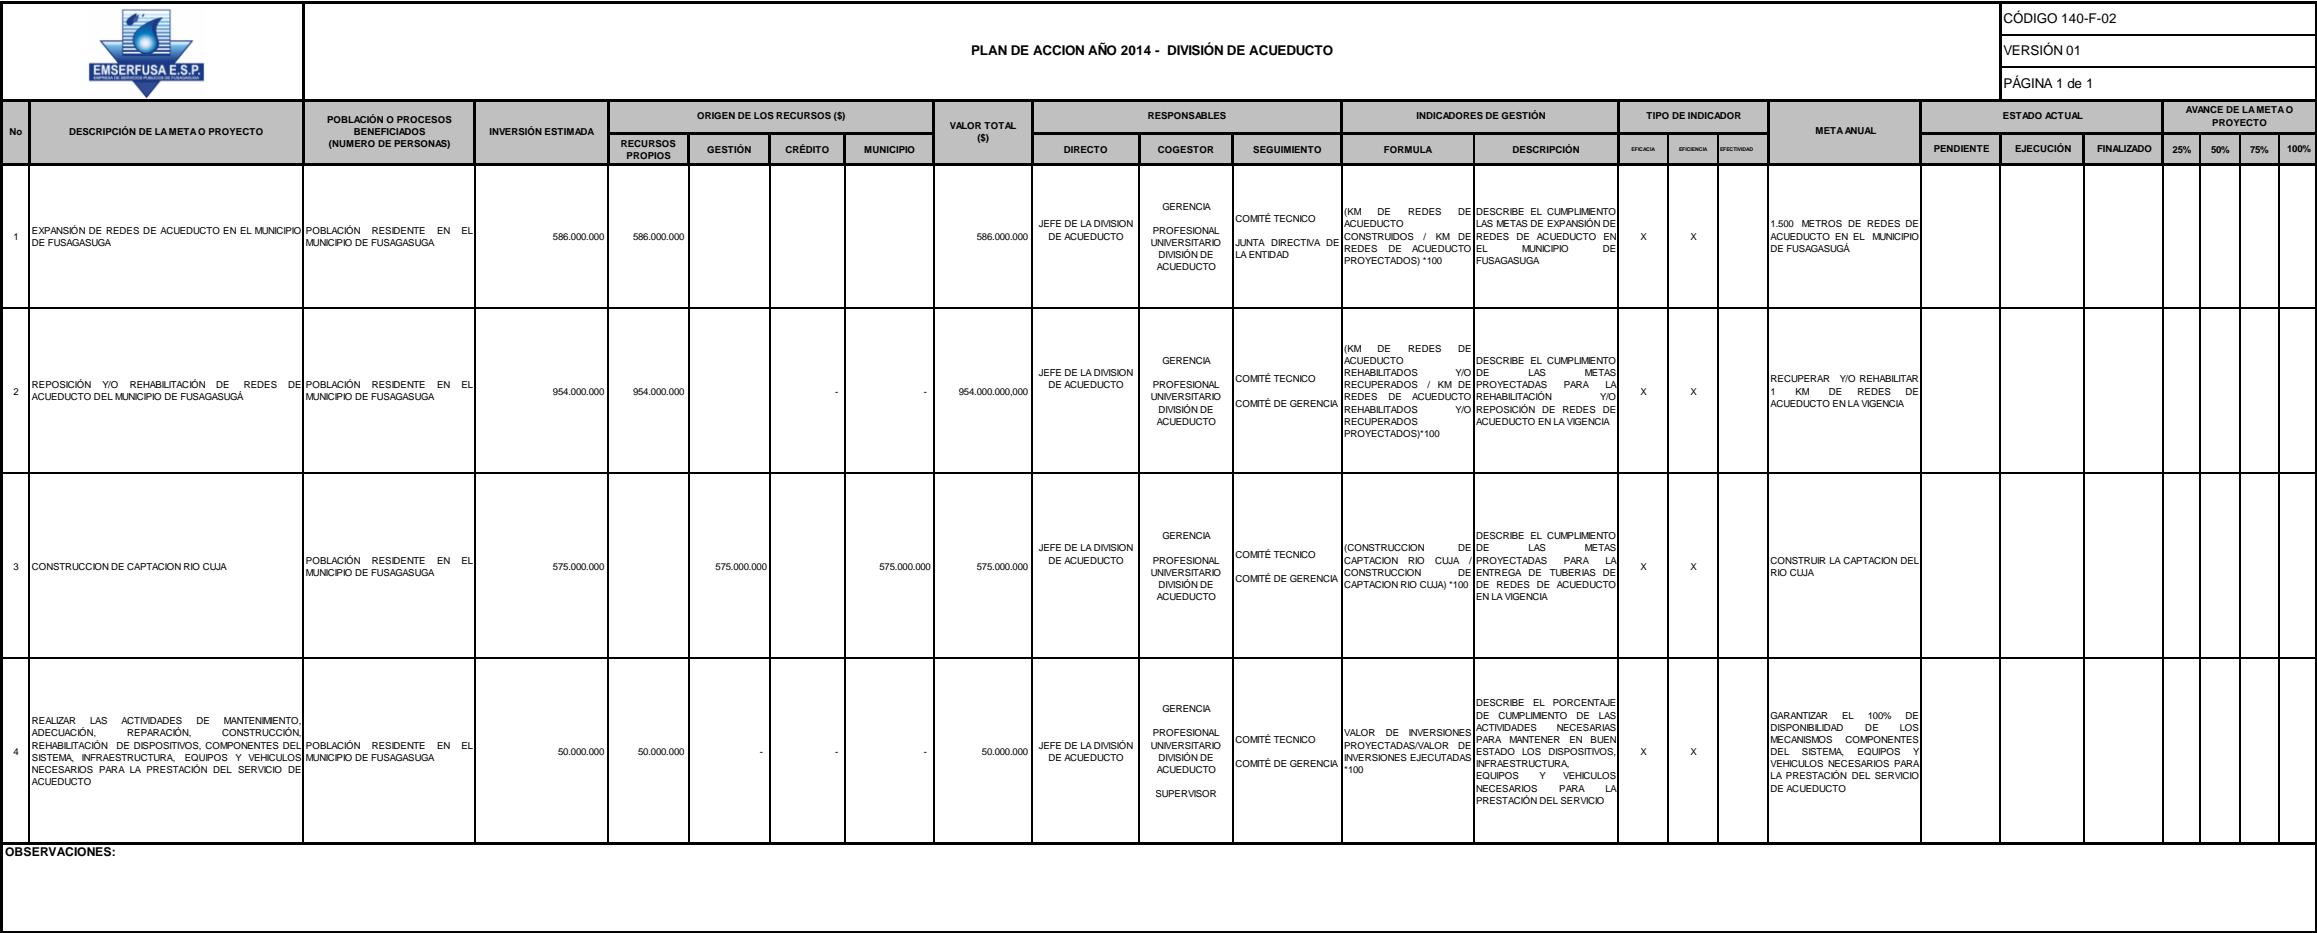 EMSERFUSA E.S.P.
EMPRESA DE SERVICIOS PUBLICOS DE FUSAGASUGA
PLAN DE ACCION AÑO 2014 - DIVISIÓN DE ACUEDUCTO
CÓDIGO 140-F-02
VERSIÓN 01
PÁGINA 1 de 1
No
DESCRIPCIÓN DE LA META O PROYECTO
POBLACIÓN O PROCESOS
BENEFICIADOS
(NUMERO DE PERSONAS)
INVERSIÓN ESTIMADA
ORIGEN DE LOS RECURSOS ($)
RECURSOS
PROPIOS
GESTIÓN
CRÉDITO
MUNICIPIO
VALOR TOTAL
($)
RESPONSABLES
DIRECTO
COGESTOR
SEGUIMIENTO
INDICADORES DE GESTIÓN
FORMULA
DESCRIPCIÓN
TIPO DE INDICADOR
EFICACIA
EFICIENCIA
EFECTIVIDAD
META ANUAL
ESTADO ACTUAL
PENDIENTE
EJECUCIÓN
FINALIZADO
AVANCE DE LA META O
PROYECTO
25%
50%
75%
100%
1
EXPANSIÓN DE REDES DE ACUEDUCTO EN EL MUNICIPIO
DE FUSAGASUGA
POBLACIÓN RESIDENTE EN EL
MUNICIPIO DE FUSAGASUGA
586.000.000
586.000.000
586.000.000
JEFE DE LA DIVISION
DE ACUEDUCTO
GERENCIA
PROFESIONAL
UNIVERSITARIO
DIVISIÓN DE
ACUEDUCTO
COMITÉ TECNICO
JUNTA DIRECTIVA DE
LA ENTIDAD
(KM DE REDES DE
ACUEDUCTO
CONSTRUIDOS / KM DE
REDES DE ACUEDUCTO
PROYECTADOS) *100
DESCRIBE EL CUMPLIMIENTO
LAS METAS DE EXPANSIÓN DE
REDES DE ACUEDUCTO EN
EL MUNICIPIO DE
FUSAGASUGA
X
X
1.500 METROS DE REDES DE
ACUEDUCTO EN EL MUNICIPIO
DE FUSAGASUGÁ
2
REPOSICIÓN Y/O REHABILITACIÓN DE REDES DE
ACUEDUCTO DEL MUNICIPIO DE FUSAGASUGÁ
POBLACIÓN RESIDENTE EN EL
MUNICIPIO DE FUSAGASUGA
954.000.000
954.000.000
-
-
954.000.000,000
JEFE DE LA DIVISION
DE ACUEDUCTO
GERENCIA
PROFESIONAL
UNIVERSITARIO
DIVISIÓN DE
ACUEDUCTO
COMITÉ TECNICO
COMITÉ DE GERENCIA
(KM DE REDES DE
ACUEDUCTO
REHABILITADOS Y/O
RECUPERADOS / KM DE
REDES DE ACUEDUCTO
REHABILITADOS Y/O
RECUPERADOS
PROYECTADOS)*100
DESCRIBE EL CUMPLIMIENTO
DE LAS METAS
PROYECTADAS PARA LA
REHABILITACIÓN Y/O
REPOSICIÓN DE REDES DE
ACUEDUCTO EN LA VIGENCIA
X
X
RECUPERAR Y/O REHABILITAR
1 KM DE REDES DE
ACUEDUCTO EN LA VIGENCIA
3
CONSTRUCCION DE CAPTACION RIO CUJA
POBLACIÓN RESIDENTE EN EL
MUNICIPIO DE FUSAGASUGA
575.000.000
575.000.000
575.000.000
575.000.000
JEFE DE LA DIVISION
DE ACUEDUCTO
GERENCIA
PROFESIONAL
UNIVERSITARIO
DIVISIÓN DE
ACUEDUCTO
COMITÉ TECNICO
COMITÉ DE GERENCIA
(CONSTRUCCION DE
CAPTACION RIO CUJA /
CONSTRUCCION DE
CAPTACION RIO CUJA) *100
DESCRIBE EL CUMPLIMIENTO
DE LAS METAS
PROYECTADAS PARA LA
ENTREGA DE TUBERIAS DE
DE REDES DE ACUEDUCTO
EN LA VIGENCIA
X
X
CONSTRUIR LA CAPTACION DEL
RIO CUJA
4
REALIZAR LAS ACTIVIDADES DE MANTENIMIENTO,
ADECUACIÓN, REPARACIÓN, CONSTRUCCIÓN,
REHABILITACIÓN DE DISPOSITIVOS, COMPONENTES DEL
SISTEMA, INFRAESTRUCTURA, EQUIPOS Y VEHICULOS
NECESARIOS PARA LA PRESTACIÓN DEL SERVICIO DE
ACUEDUCTO
POBLACIÓN RESIDENTE EN EL
MUNICIPIO DE FUSAGASUGA
50.000.000
50.000.000
-
-
-
50.000.000
JEFE DE LA DIVISIÓN
DE ACUEDUCTO
GERENCIA
PROFESIONAL
UNIVERSITARIO
DIVISIÓN DE
ACUEDUCTO
SUPERVISOR
COMITÉ TECNICO
COMITÉ DE GERENCIA
VALOR DE INVERSIONES
PROYECTADAS/VALOR DE
INVERSIONES EJECUTADAS
*100
DESCRIBE EL PORCENTAJE
DE CUMPLIMIENTO DE LAS
ACTIVIDADES NECESARIAS
PARA MANTENER EN BUEN
ESTADO LOS DISPOSITIVOS,
INFRAESTRUCTURA,
EQUIPOS Y VEHICULOS
NECESARIOS PARA LA
PRESTACIÓN DEL SERVICIO
X
X
GARANTIZAR EL 100% DE
DISPONIBILIDAD DE LOS
MECANISMOS COMPONENTES
DEL SISTEMA, EQUIPOS Y
VEHICULOS NECESARIOS PARA
LA PRESTACIÓN DEL SERVICIO
DE ACUEDUCTO
OBSERVACIONES: